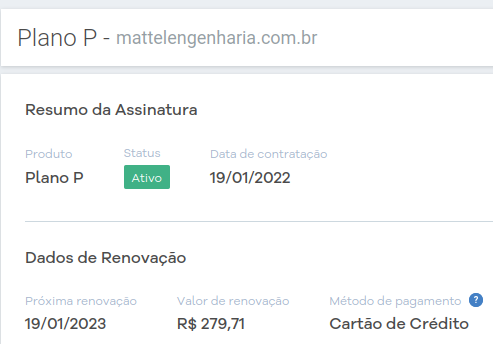 Plano P - mattelengenharia.com.br
Resumo da Assinatura
Produto Status Data de contratação
Plano P Ativo 19/01/2022
Dados de Renovação
Próxima renovação Valor de renovação Método de pagamento ?
19/01/2023 R$ 279,71 Cartão de Crédito